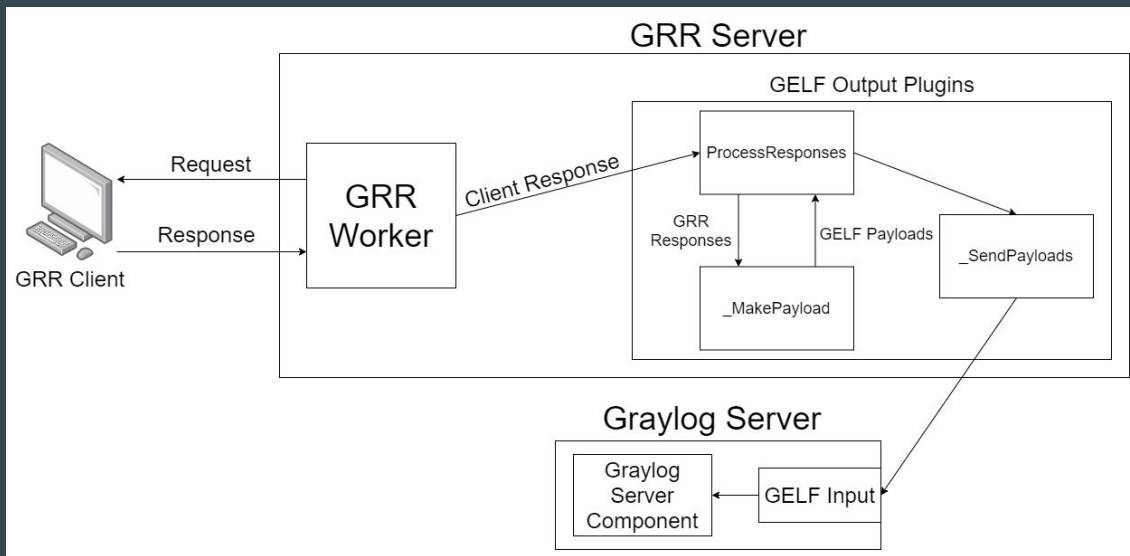 GRR Server
GELF Output Plugins
Request
Response
GRR Client
GRR
Worker
Client Response
ProcessResponses
GRR
Responses
GELF Payloads
_MakePayload
_SendPayloads
Graylog Server
Graylog
Server
Component
GELF Input